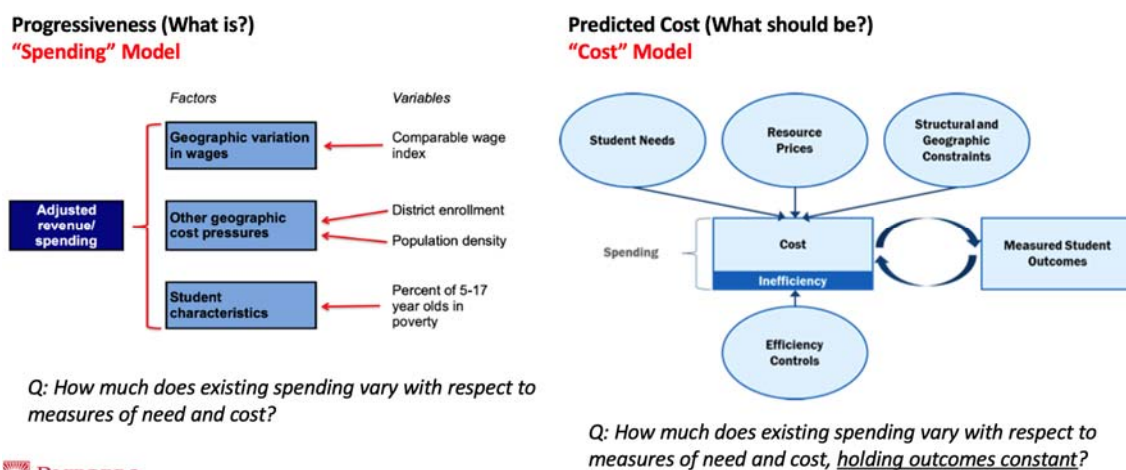 Progressiveness (What is?)
“Spending” Model
Factors
Variables
Geographic variation
in wages
Comparable wage
index
Adjusted
revenue/
spending
Other geographic
cost pressures
District enrollment
Population density
Student
characteristics
Percent of 5-17
year olds in
poverty
Q: How much does existing spending vary with respect to
measures of need and cost?
Predicted Cost (What should be?)
“Cost” Model
Student Needs
Resource
Prices
Structural and
Geographic
Constraints
Spending
Cost
Inefficiency
Measured Student
Outcomes
Efficiency
Controls
Q: How much does existing spending vary with respect to
measures of need and cost, holding outcomes constant?